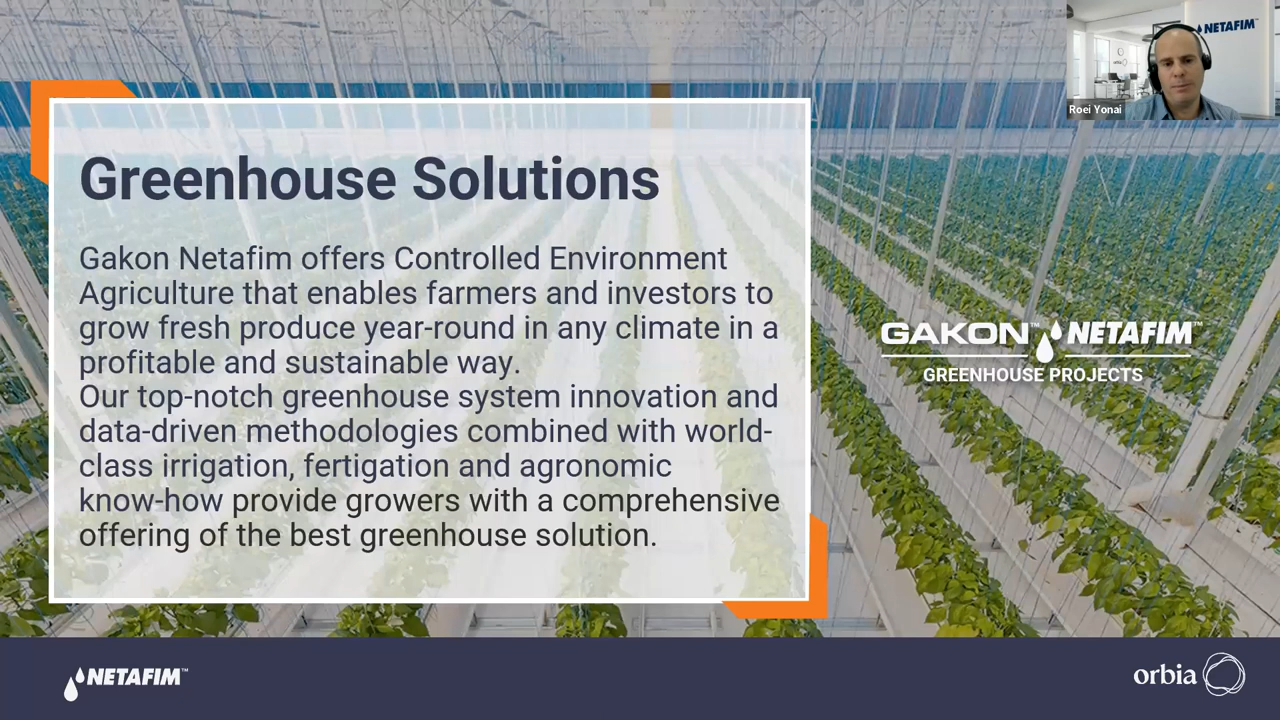 NETAFIM
Roei Yonai
Greenhouse Solutions
Gakon Netafim offers Controlled Environment
Agriculture that enables farmers and investors to
grow fresh produce year-round in any climate in a
profitable and sustainable way.
Our top-notch greenhouse system innovation and
data-driven methodologies combined with world-
class irrigation, fertigation and agronomic
know-how provide growers with a comprehensive
offering of the best greenhouse solution.
GAKON™ NETAFIM™
GREENHOUSE PROJECTS
NETAFIM™
orbia